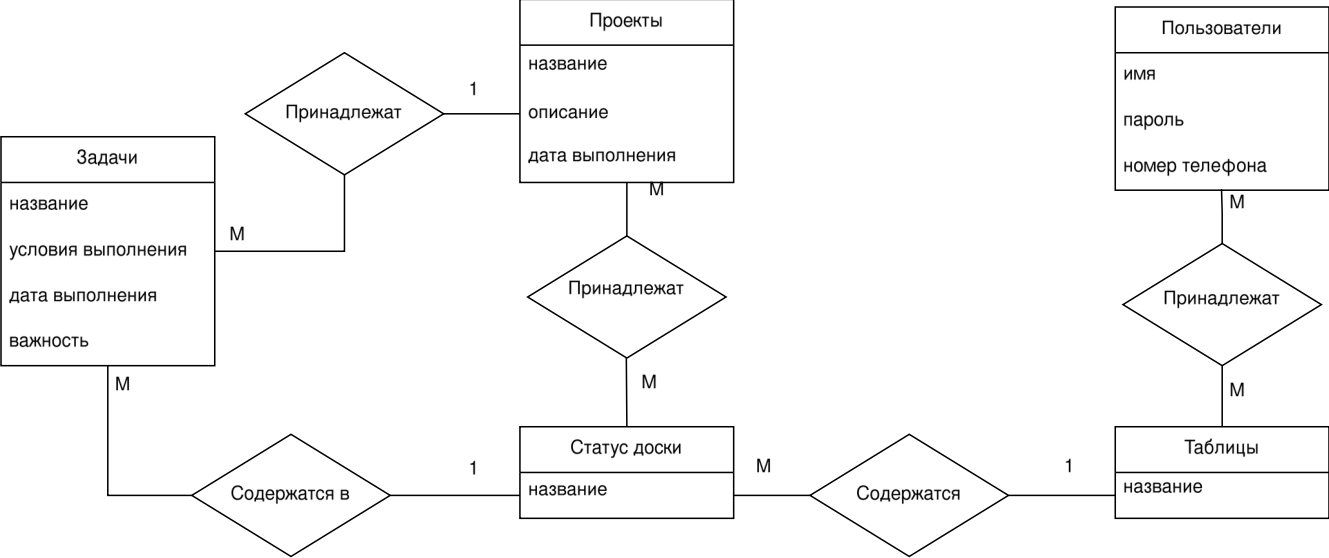 Проекты
название
описание
дата выполнения
Пользователи
имя
пароль
номер телефона
Принадлежат
1
Задачи
название
условия выполнения
дата выполнения
важность
М
М
М
Принадлежат
Принадлежат
М
М
М
Содержатся в
1
Статус доски
название
М
Содержатся
1
Таблицы
название